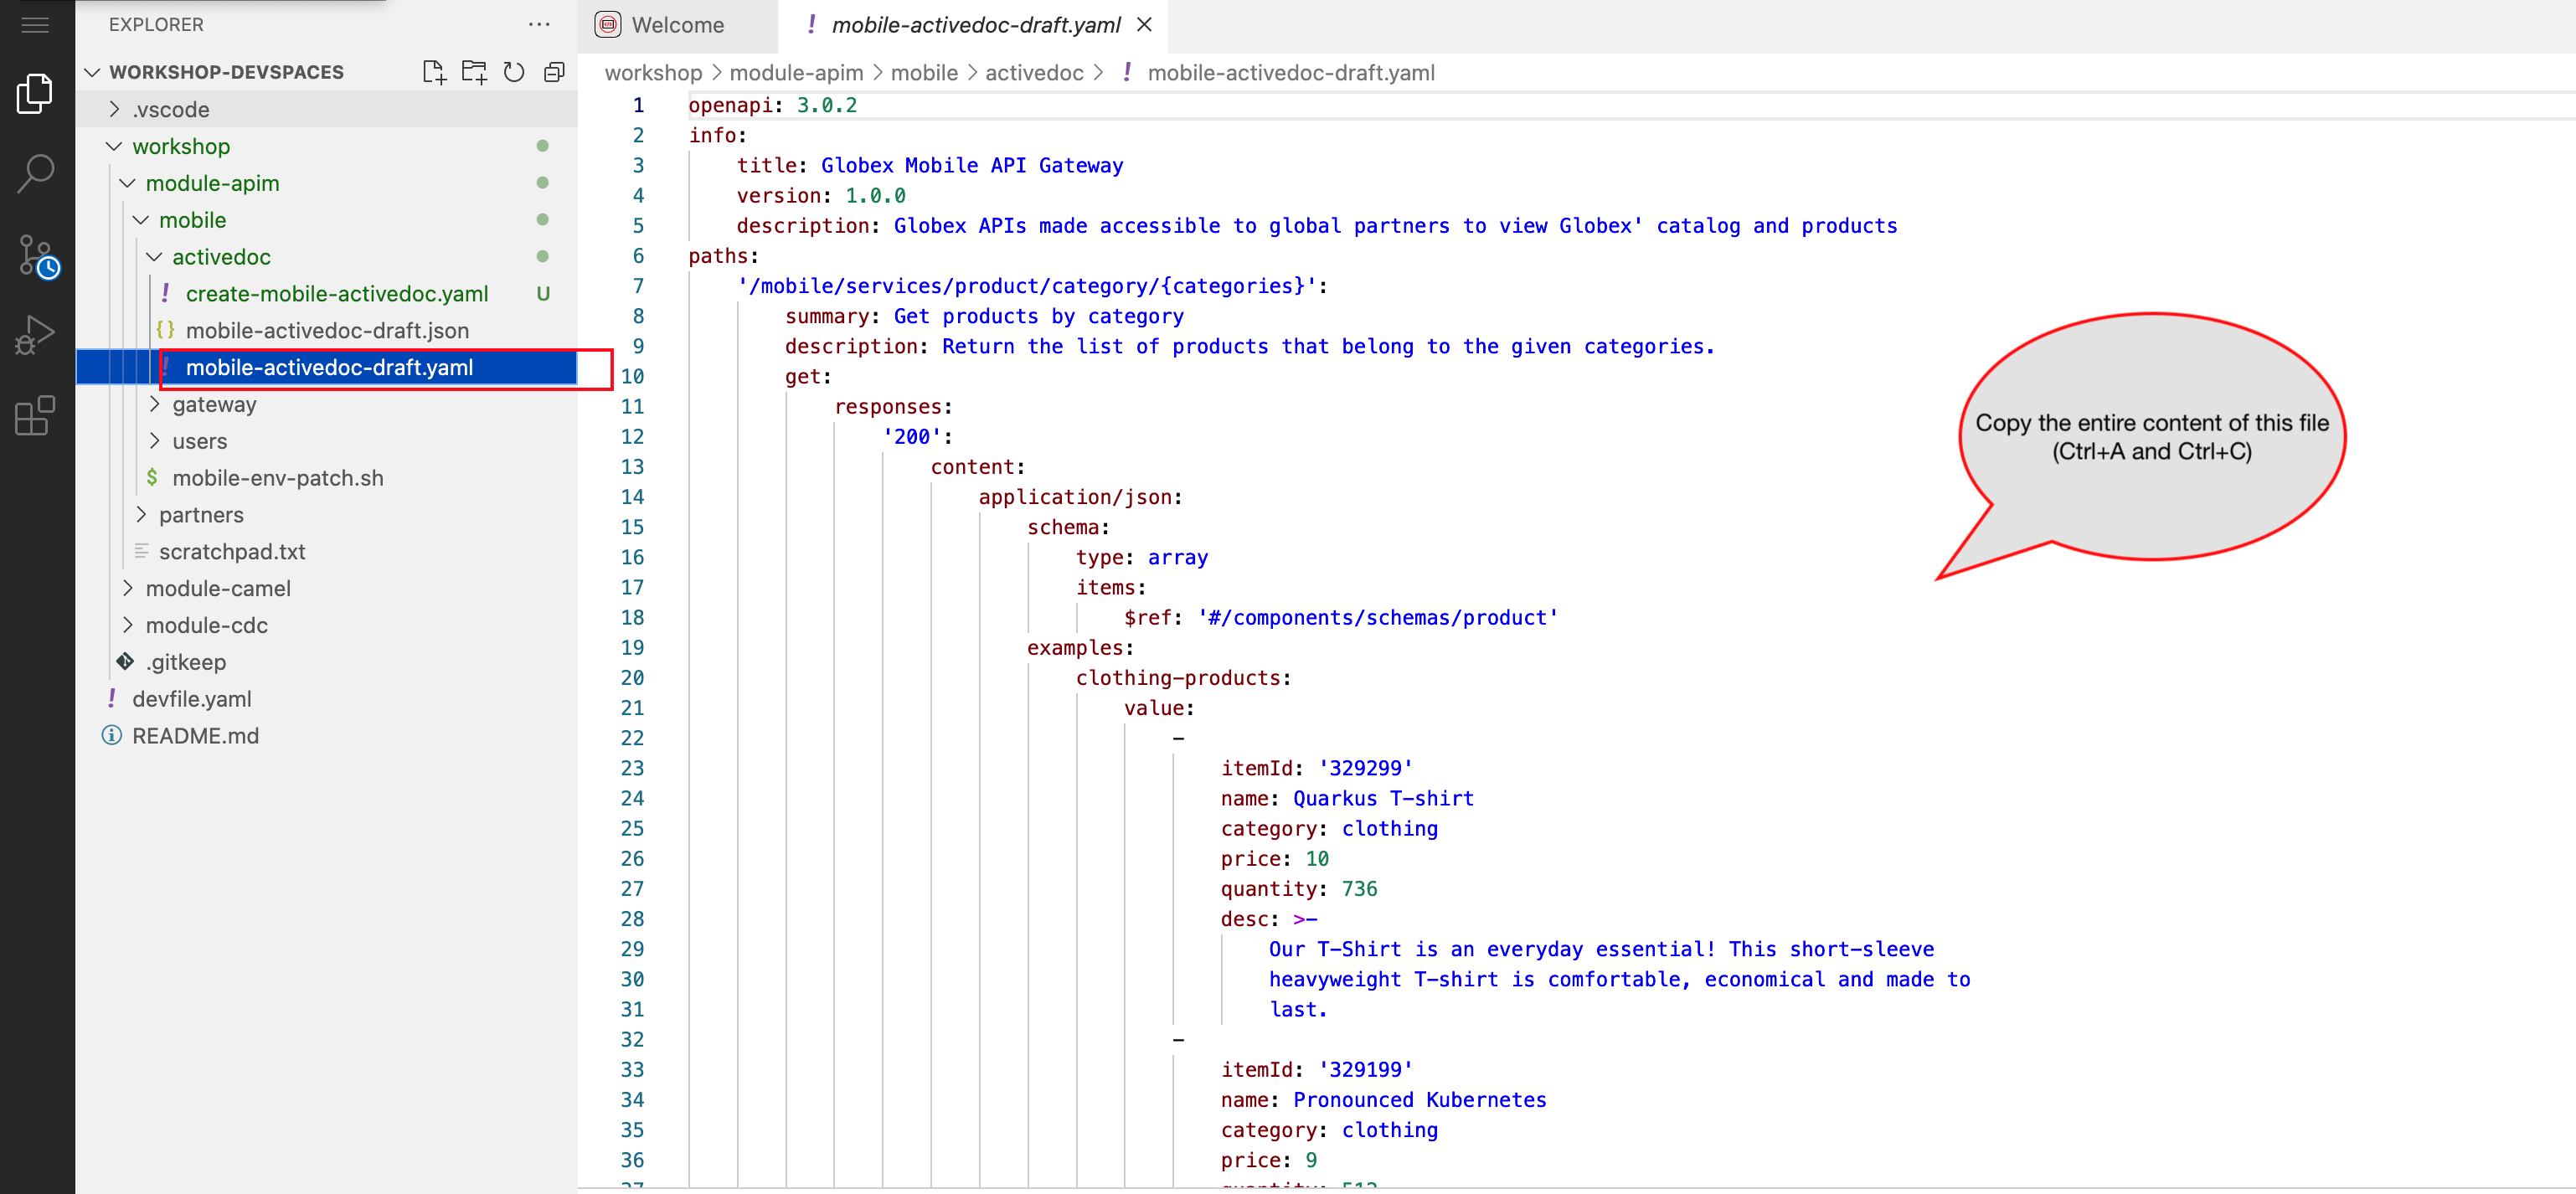 EXPLORER
WORKSHOP-DEVSPACES
.vscode
workshop
module-apim
mobile
activedoc
create-mobile-activedoc.yaml U
{} mobile-activedoc-draft.json
! mobile-activedoc-draft.yaml
gateway
users
$ mobile-env-patch.sh
partners
scratchpad.txt
module-camel
module-cdc
.gitkeep
! devfile.yaml
README.md
Welcome
! mobile-activedoc-draft.yaml
workshop > module-apim > mobile > activedoc > ! mobile-activedoc-draft.yaml
1 openapi: 3.0.2
2 info:
3 title: Globex Mobile API Gateway
4 version: 1.0.0
5 description: Globex APIs made accessible to global partners to view Globex' catalog and products
6 paths:
7 '/mobile/services/product/category/{categories}':
8 summary: Get products by category
9 description: Return the list of products that belong to the given categories.
10 get:
11 responses:
12 '200':
13 content:
14 application/json:
15 schema:
16 type: array
17 items:
18 $ref: '#/components/schemas/product'
19 examples:
20 clothing-products:
21 value:
22 -
23 itemId: '329299'
24 name: Quarkus T-shirt
25 category: clothing
26 price: 10
27 quantity: 736
28 desc: >-
29 Our T-Shirt is an everyday essential! This short-sleeve
30 heavyweight T-shirt is comfortable, economical and made to
31 last.
32 -
33 itemId: '329199'
34 name: Pronounced Kubernetes
35 category: clothing
36 price: 9
Copy the entire content of this file
(Ctrl+A and Ctrl+C)